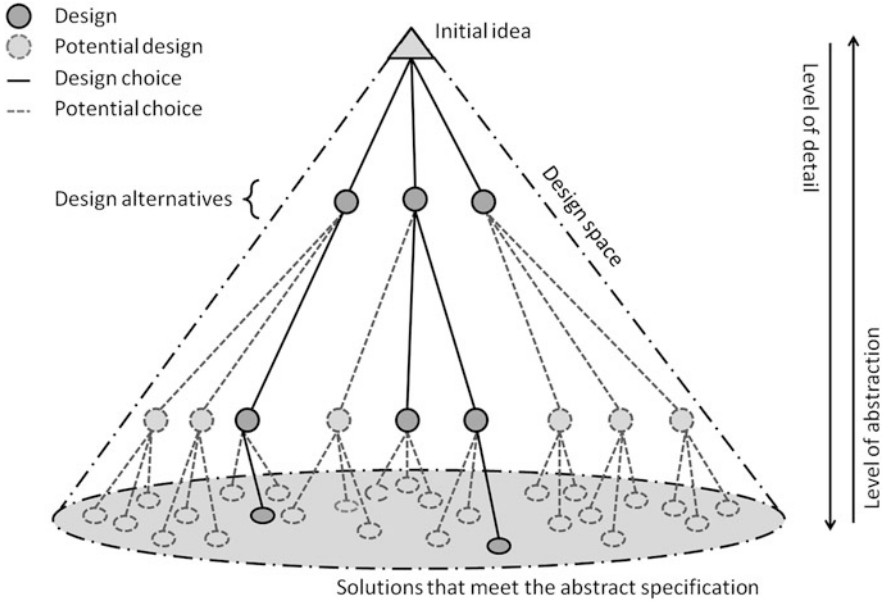 Design
Potential design
Design choice
Potential choice
Initial idea
Design alternatives
Design space
Level of detail
Level of abstraction
Solutions that meet the abstract specification